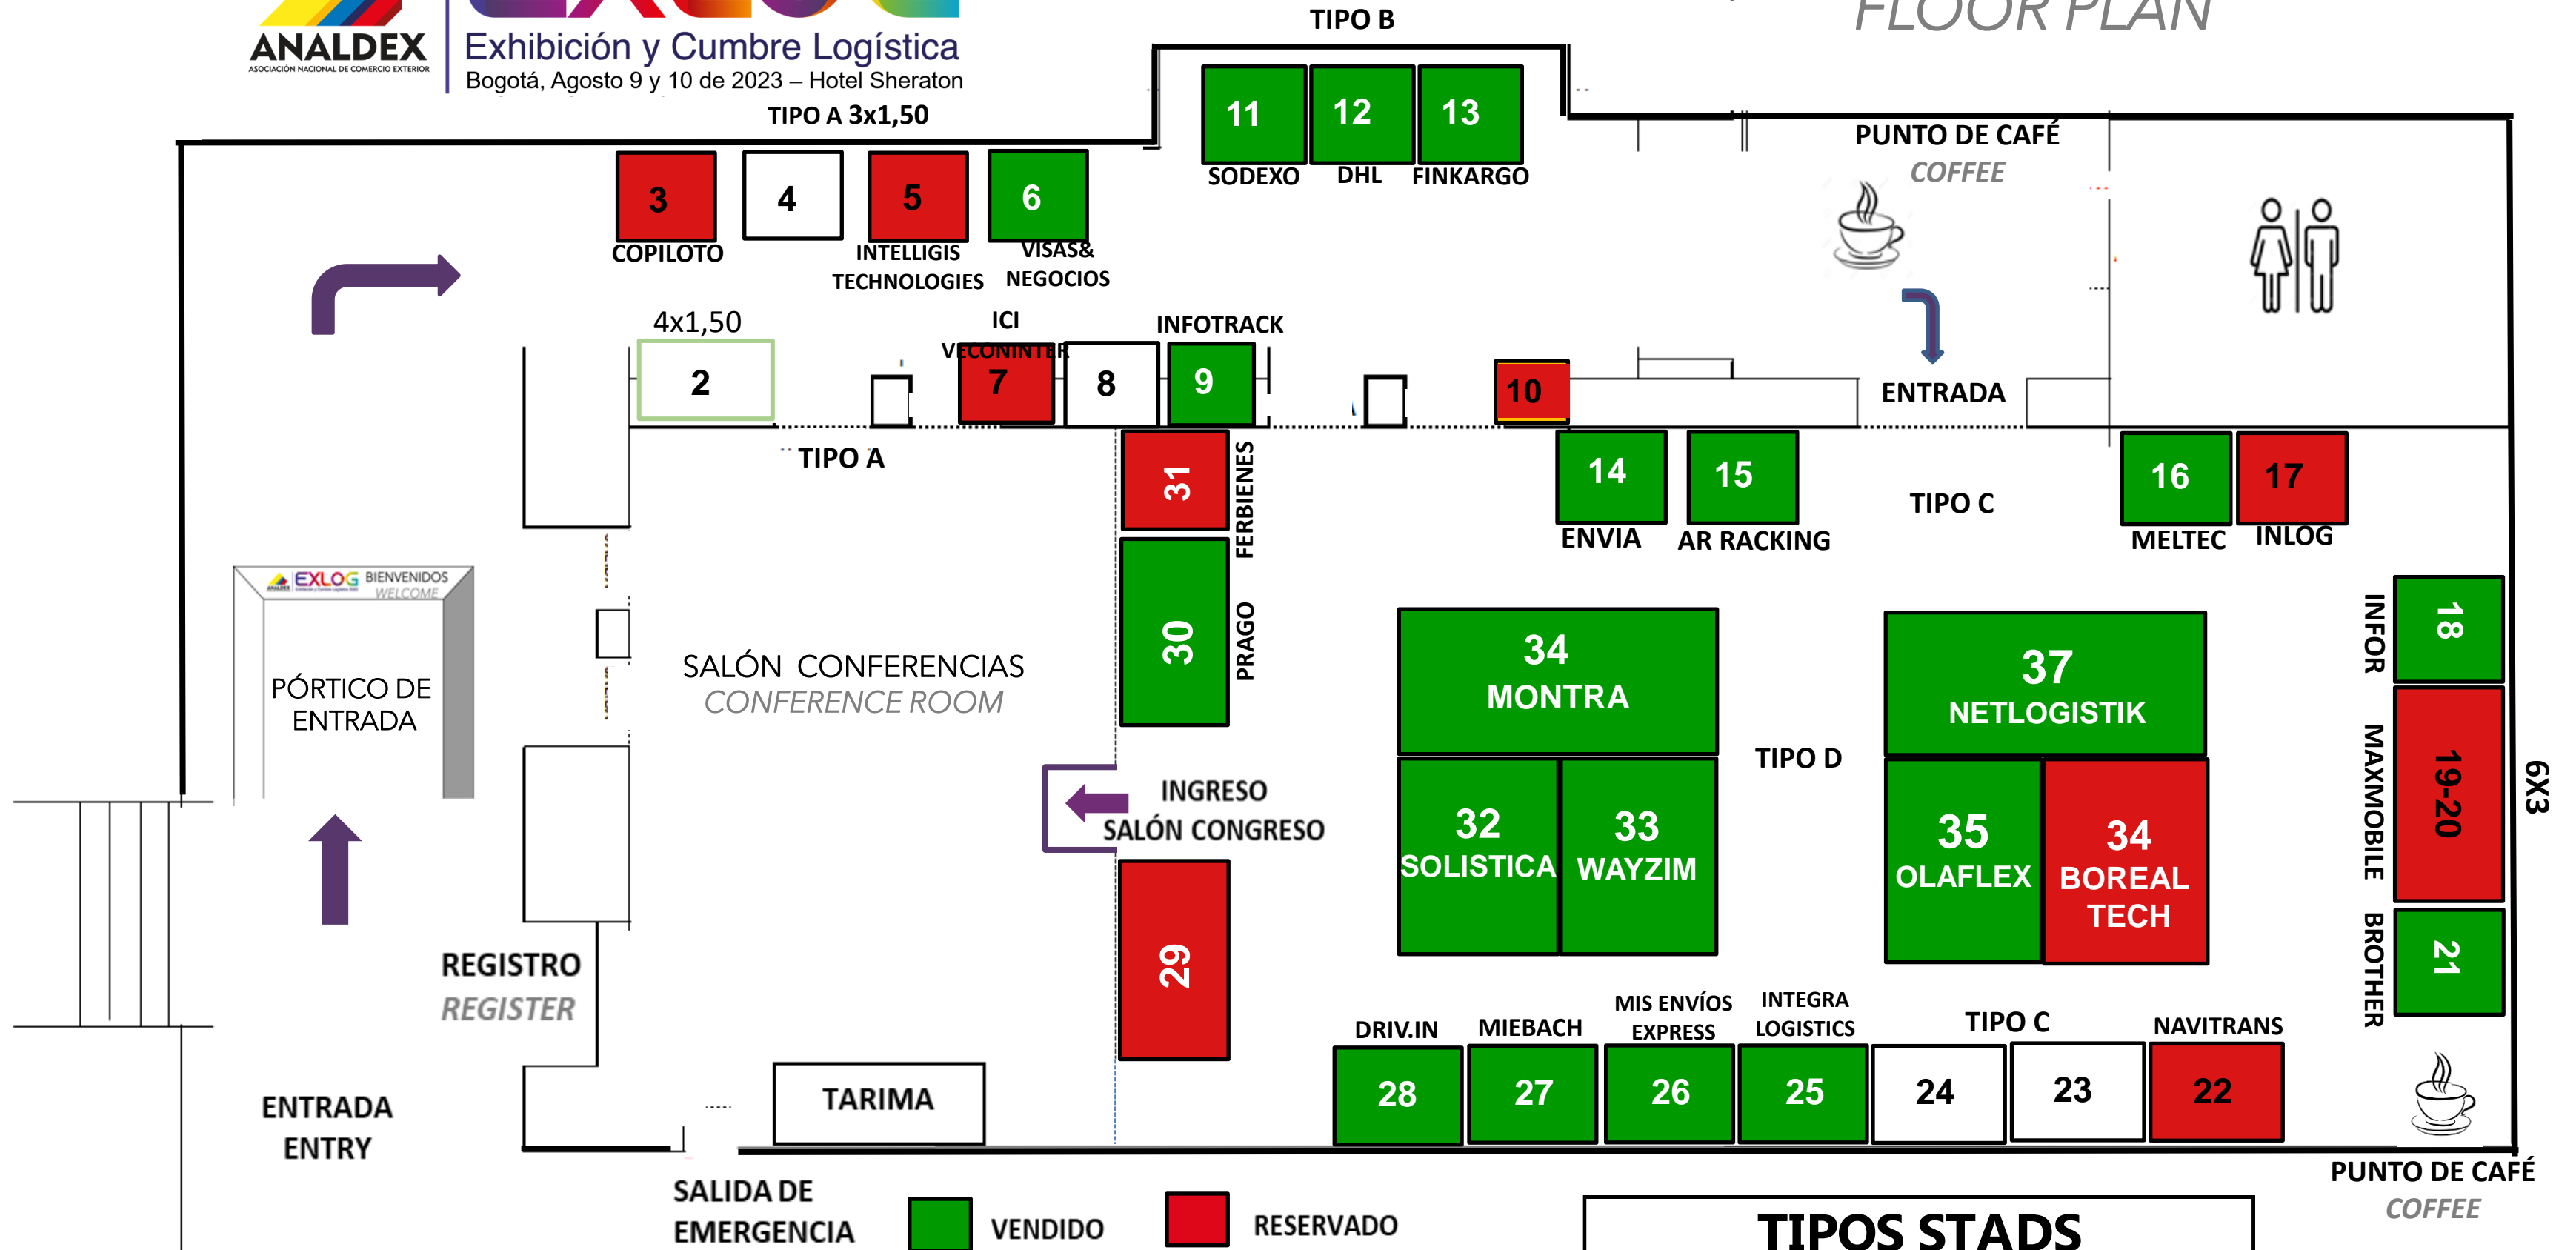 FLOOR PLAN
ANALDEX
ASOCIACIÓN NACIONAL DE COMERCIO EXTERIOR
EXLOG
Exhibición y Cumbre Logística
Bogotá, Agosto 9 y 10 de 2023 – Hotel Sheraton
TIPO B
TIPO A 3x1,50
11 12 13
SODEXO DHL FINKARGO
PUNTO DE CAFÉ
COFFEE
3 4 5 6
COPILOTO
INTELLIGIS
TECHNOLOGIES
VISAS&
NEGOCIOS
4x1,50
2
ICI
VECONINTER
7
8
INFOTRACK
9
10
ENTRADA
TIPO A
31
FERBIENES
14
ENVIA
15
AR RACKING
TIPO C
16
MELTEC
17
INLOG
30
PRAGO
ANALDEX EXLOG BIENVENIDOS
WELCOME
PÓRTICO DE
ENTRADA
SALÓN CONFERENCIAS
CONFERENCE ROOM
34
MONTRA
37
NETLOGISTIK
18
INFOR
TIPO D
19-20
MAXMOBILE
6X3
INGRESO
SALÓN CONGRESO
32
SOLISTICA
33
WAYZIM
35
OLAFLEX
34
BOREAL
TECH
21
BROTHER
29
REGISTRO
REGISTER
DRIV.IN
MIEBACH
MIS ENVÍOS
EXPRESS
INTEGRA
LOGISTICS
TIPO C
NAVITRANS
28 27 26 25 24 23 22
TARIMA
ENTRADA
ENTRY
PUNTO DE CAFÉ
COFFEE
SALIDA DE
EMERGENCIA
VENDIDO
RESERVADO
TIPOS STADS